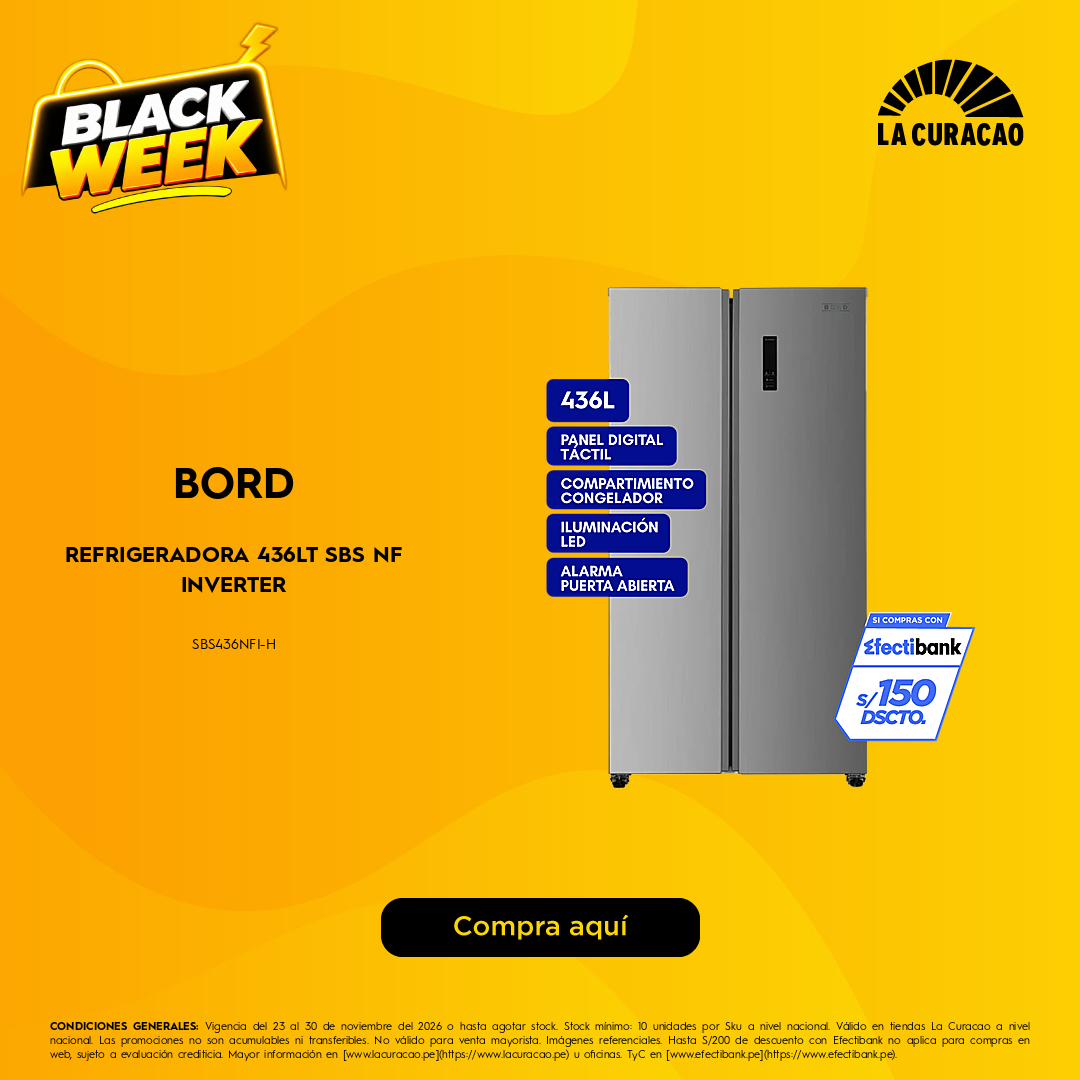 BLACK
WEEK
LA CURACAO
BORD
436L
PANEL DIGITAL
TÁCTIL
COMPARTIMIENTO
CONGELADOR
ILUMINACIÓN
LED
ALARMA
PUERTA ABIERTA
BORD
REFRIGERADORA 436LT SBS NF
INVERTER
SBS436NFI-H
SI COMPRAS CON
Efectibank
S/150
DSCTO.
Compra aquí
CONDICIONES GENERALES: Vigencia del 23 al 30 de noviembre del 2026 o hasta agotar stock. Stock mínimo: 10 unidades por Sku a nivel nacional. Válido en tiendas La Curacao a nivel
nacional. Las promociones no son acumulables ni transferibles. No válido para venta mayorista. Imágenes referenciales. Hasta S/200 de descuento con Efectibank no aplica para compras en
web, sujeto a evaluación crediticia. Mayor información en [www.lacuracao.pe](https://www.lacuracao.pe) u oficinas. TyC en [www.efectibank.pe](https://www.efectibank.pe).